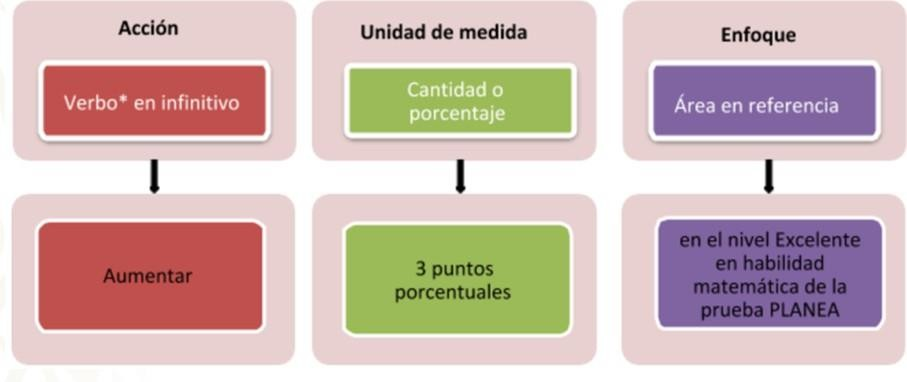 Acción
Verbo* en infinitivo
Unidad de medida
Cantidad o
porcentaje
Enfoque
Área en referencia
Aumentar
3 puntos
porcentuales
en el nivel Excelente
en habilidad
matemática de la
prueba PLANEA